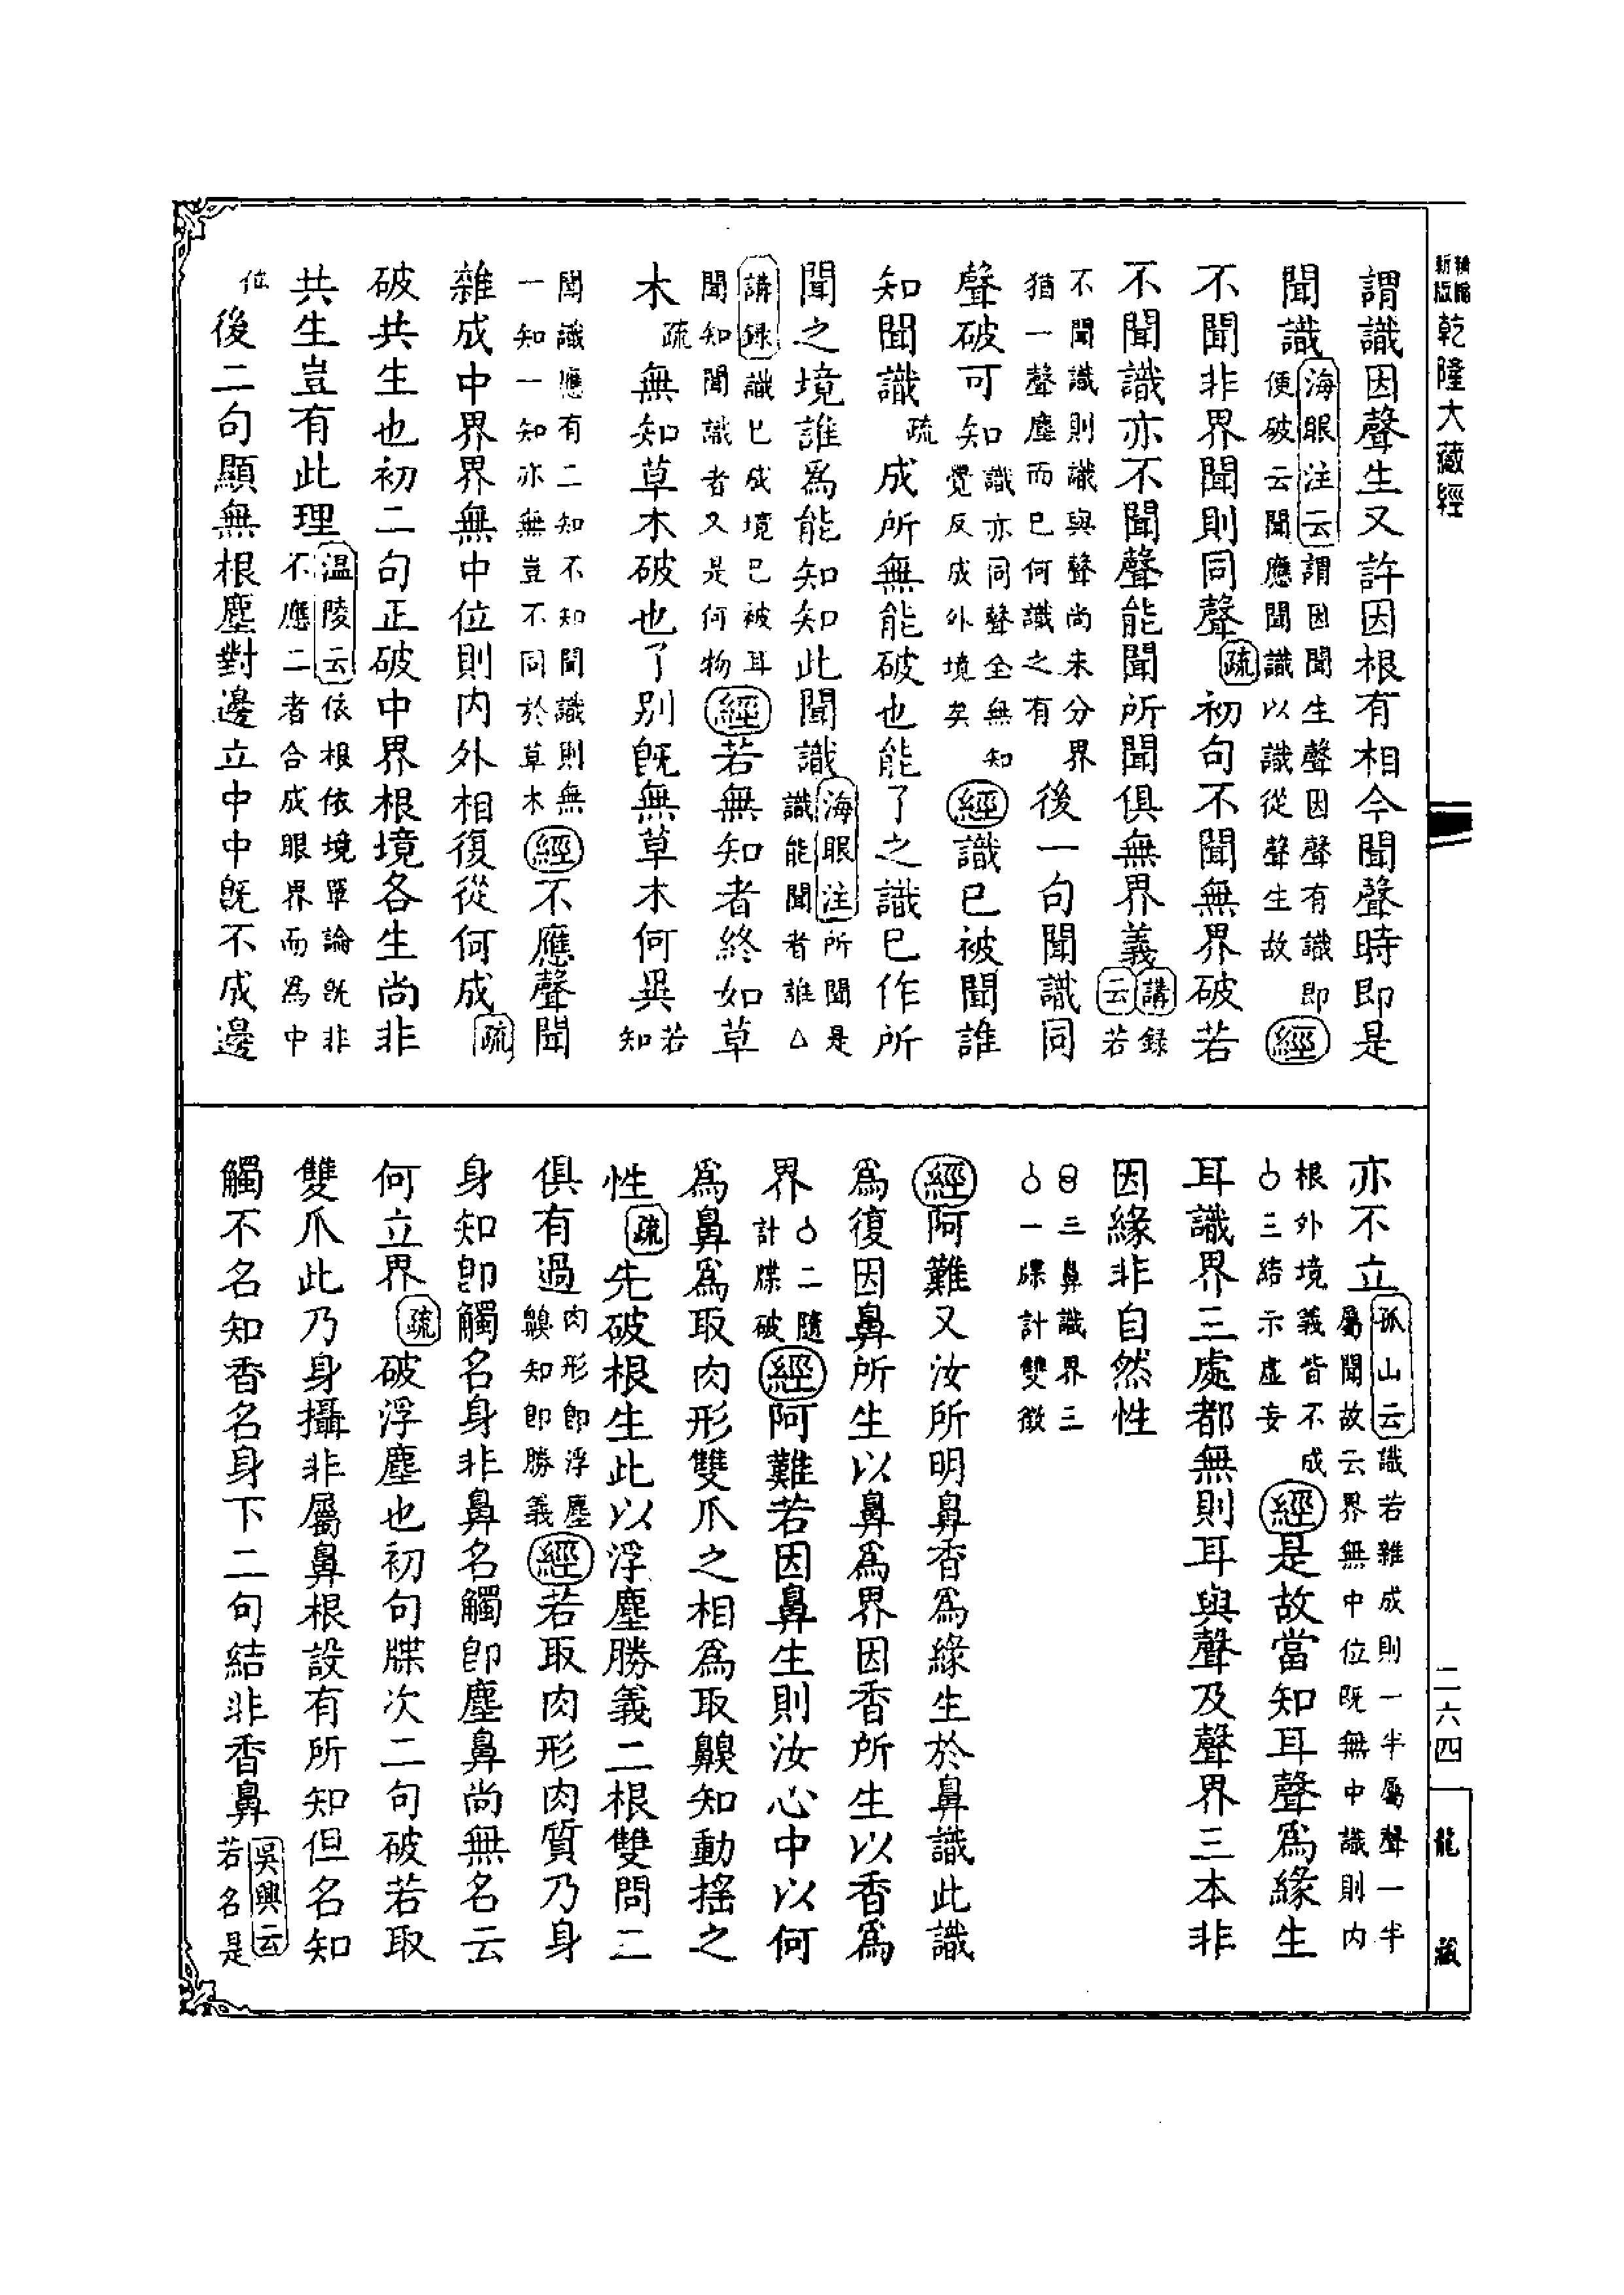 新編縮版 乾隆大藏經
謂識因聲生又許因根有相今聞聲時即是
聞識海眼注云謂因聞生聲因聲有識即便破云聞應聞識以識從聲生故經
不聞非界聞則同聲疏初句不聞無界破若
不聞識亦不聞聲能聞所聞俱無界義講録云若
不聞識則識與聲尚未分界猶一聲塵而已何識之有後一句聞識同
聲破可知識亦同聲全無知覺反成外境矣經識已被聞誰
知聞識疏成所無能破也能了之識已作所
聞之境誰爲能知知此聞識海眼注所聞是識能聞者誰△
講録識已成境已被耳聞知聞識者又是何物經若無知者終如草
木疏無知草木破也了別旣無草木何異若知
聞識應有二知不知聞識則無一知一知亦無豈不同於草木經不應聲聞
雜成中界界無中位則内外相復從何成疏
破共生也初二句正破中界根境各生尚非
共生豈有此理温陵云依根依境單論旣非不應二者合成眼界而爲中
位後二句顯無根塵對邊立中中旣不成邊
亦不立孤山云識若雜成則一半屬聲一半屬聞故云界無中位旣無中識則内
根外境義皆不成○三結示虛妄經是故當知耳聲爲緣生
耳識界三處都無則耳與聲及聲界三本非
因緣非自然性
三鼻識界三○一牒計雙徵
經阿難又汝所明鼻香爲緣生於鼻識此識
爲復因鼻所生以鼻爲界因香所生以香爲
界○二隨計牒破經阿難若因鼻生則汝心中以何
爲鼻爲取肉形雙爪之相爲取齅知動摇之
性疏先破根生此以浮塵勝義二根雙問二
俱有過肉形卽浮塵齅知卽勝義經若取肉形肉質乃身
身知卽觸名身非鼻名觸卽塵鼻尚無名云
何立界疏破浮塵也初句牒次二句破若取
雙爪此乃身攝非屬鼻根設有所知但名知
觸不名知香名身下二句結非香鼻吳興云若名是
二六四
龍藏